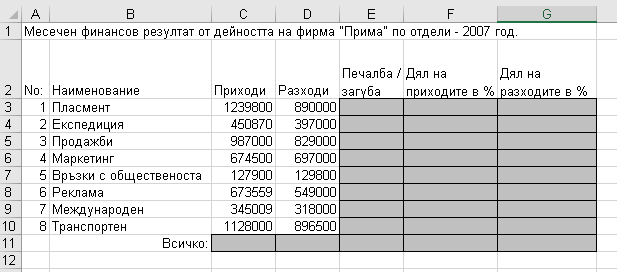 A B C D E F G
1 Месечен финансов резултат от дейността на фирма "Прима" по отдели - 2007 год.
Печалба / Дял на Дял на
2 No: Наименование Приходи Разходи загуба приходите в % разходите в %
3 1 Пласмент 1239800 890000
4 2 Експедиция 450870 397000
5 3 Продажби 987000 829000
6 4 Маркетинг 674500 697000
7 5 Връзки с общественоста 127900 129800
8 6 Реклама 673559 549000
9 7 Международен 345009 318000
10 8 Транспортен 1128000 896500
11 Всичко:
12